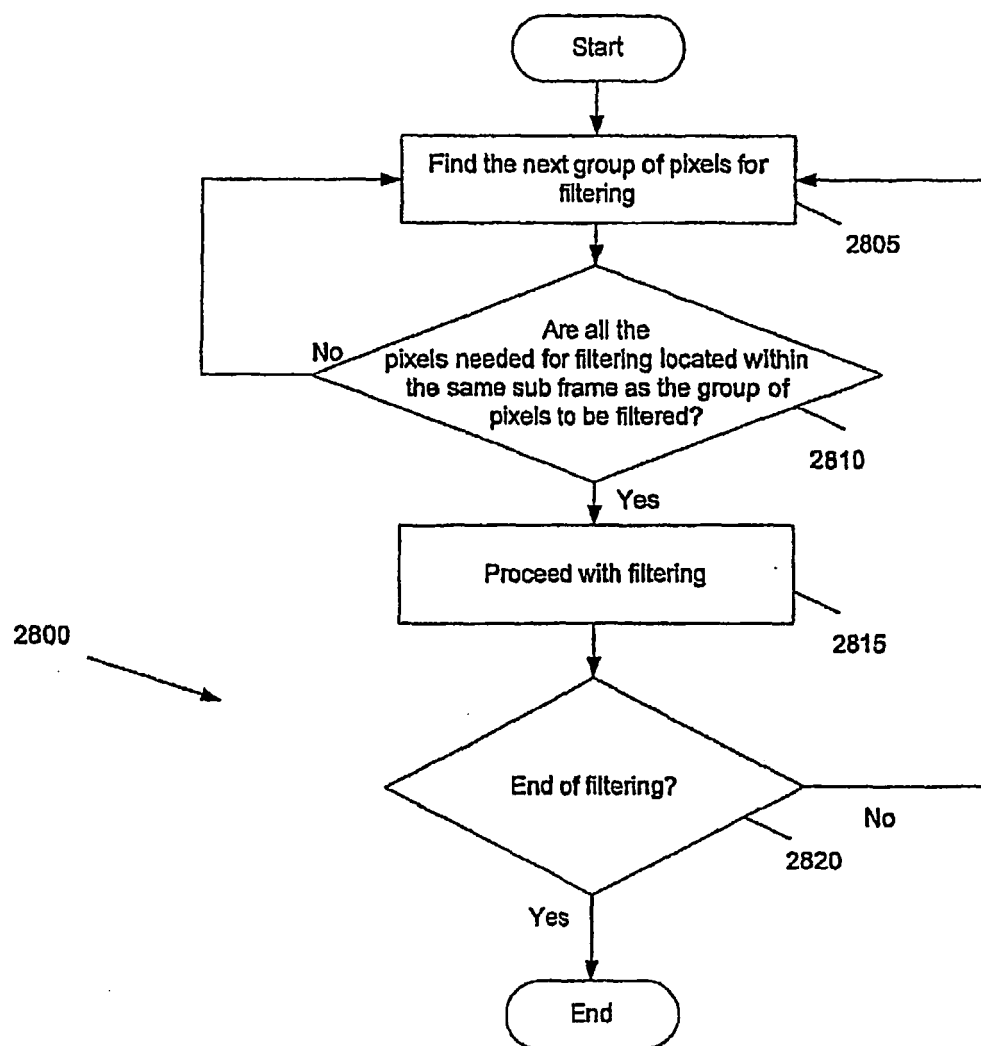 Start
Find the next group of pixels for
filtering
2805
No
Are all the
pixels needed for filtering located within
the same sub frame as the group of
pixels to be filtered?
2810
Yes
Proceed with filtering
2815
2800
End of filtering?
No
2820
Yes
End